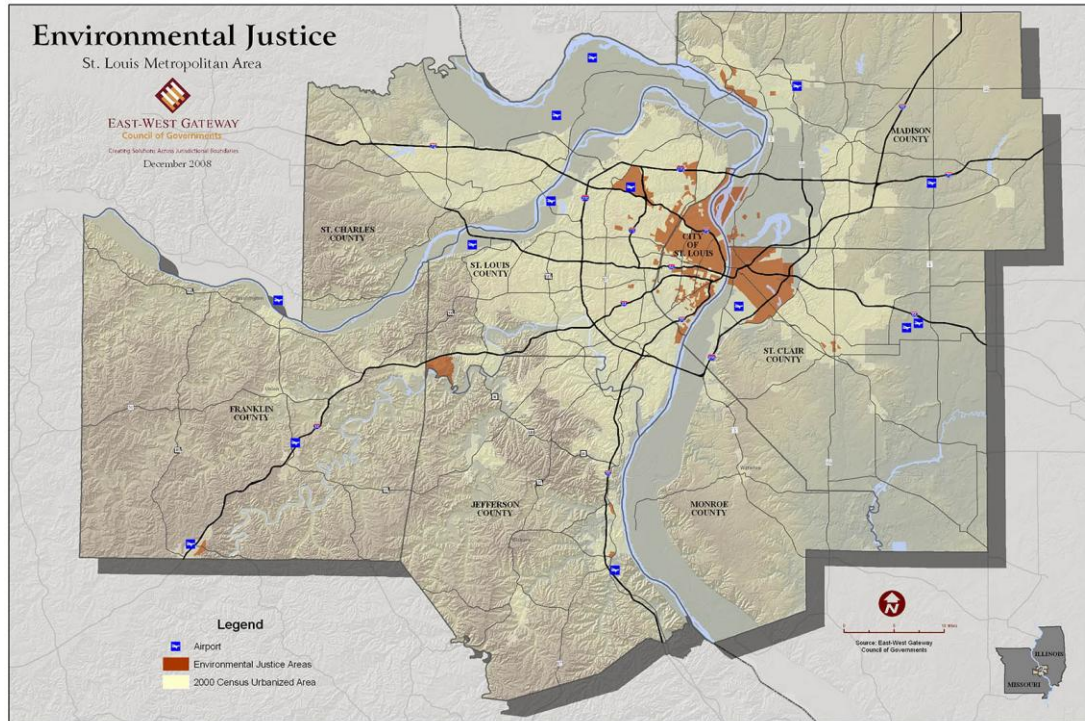 Environmental Justice
St. Louis Metropolitan Area
EAST-WEST GATEWAY
Council of Governments
Creating Solutions Across Jurisdictional Boundaries
December 2008
MADISON
COUNTY
ST. CHARLES
COUNTY
ST. LOUIS
COUNTY
CITY
OF
ST. LOUIS
ST. CLAIR
COUNTY
FRANKLIN
COUNTY
JEFFERSON
COUNTY
MONROE
COUNTY
Waterloo
Legend
Airport
Environmental Justice Areas
2000 Census Urbanized Area
N
Source: East-West Gateway
Council of Governments
ILLINOIS
MISSOURI